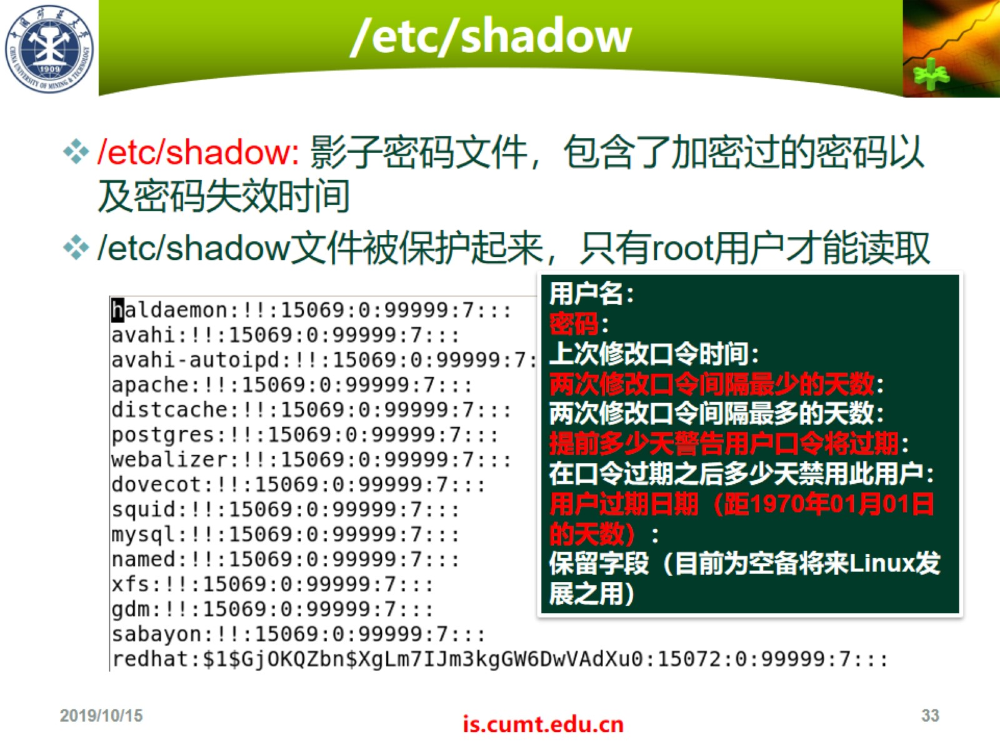 /etc/shadow
中国矿业大学
CHINA UNIVERSITY OF MINING & TECHNOLOGY
1909
/etc/shadow: 影子密码文件，包含了加密过的密码以
及密码失效时间
/etc/shadow文件被保护起来，只有root用户才能读取
haldaemon:!!:15069:0:99999:7:::
avahi:!!:15069:0:99999:7:::
avahi-autoipd:!!:15069:0:99999:7:
apache:!!:15069:0:99999:7:::
distcache:!!:15069:0:99999:7:::
postgres:!!:15069:0:99999:7:::
webalizer:!!:15069:0:99999:7:::
dovecot:!!:15069:0:99999:7:::
squid:!!:15069:0:99999:7:::
mysql:!!:15069:0:99999:7:::
named:!!:15069:0:99999:7:::
xfs:!!:15069:0:99999:7:::
gdm:!!:15069:0:99999:7:::
sabayon:!!:15069:0:99999:7:::
redhat:$1$GjOKQZbn$XgLm7IJm3kgGW6DwVAdXu0:15072:0:99999:7:::
用户名：
密码：
上次修改口令时间：
两次修改口令间隔最少的天数：
两次修改口令间隔最多的天数：
提前多少天警告用户口令将过期：
在口令过期之后多少天禁用此用户：
用户过期日期（距1970年01月01日
的天数）：
保留字段（目前为空备将来Linux发
展之用）
2019/10/15
is.cumt.edu.cn
33